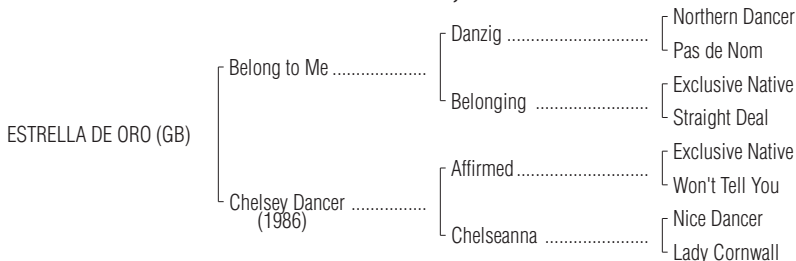 Northern Dancer
Danzig ..............................
Pas de Nom
Belong to Me ....................
Exclusive Native
Belonging ........................
Straight Deal
ESTRELLA DE ORO (GB)
Exclusive Native
Affirmed............................
Won't Tell You
Chelsey Dancer ................
(1986)
Nice Dancer
Chelseanna ......................
Lady Cornwall